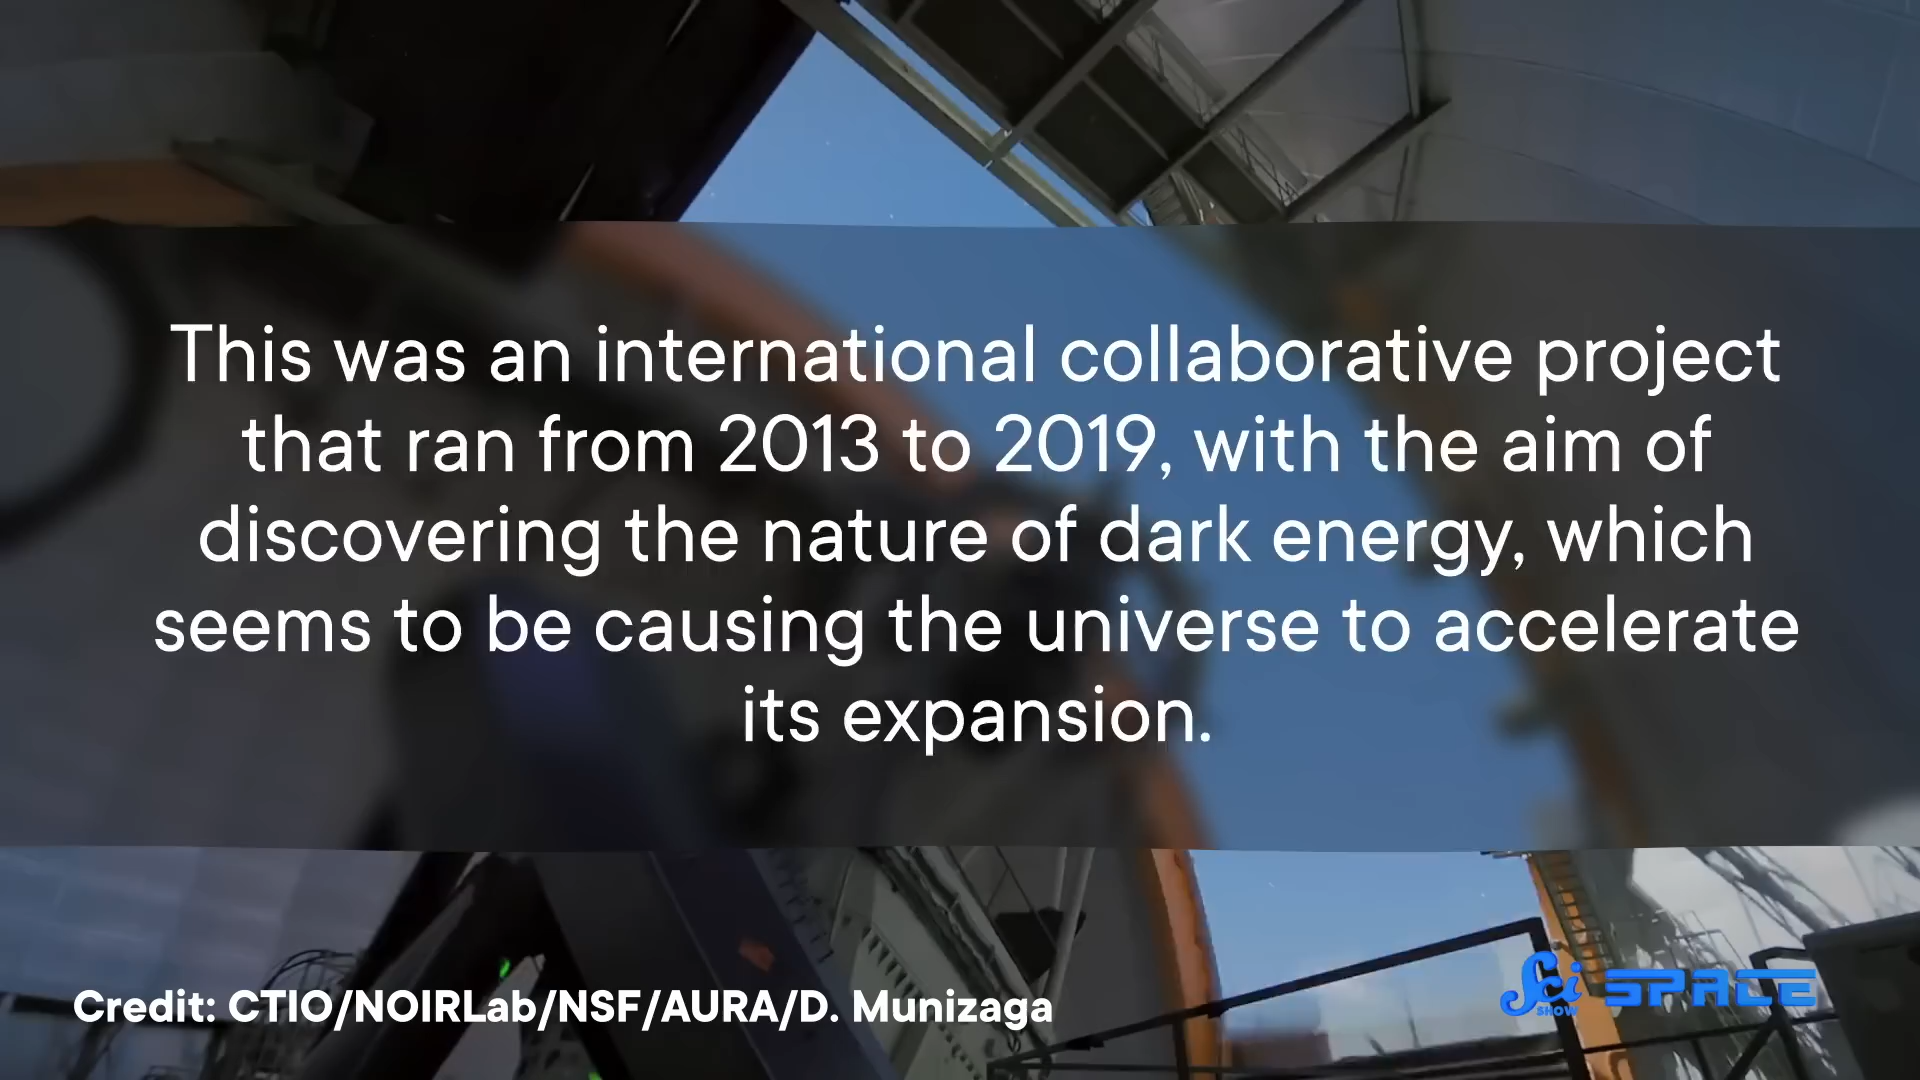 This was an international collaborative project
that ran from 2013 to 2019, with the aim of
discovering the nature of dark energy, which
seems to be causing the universe to accelerate
its expansion.
Credit: CTIO/NOIRLab/NSF/AURA/D. Munizaga
Sci SHOW SPACE